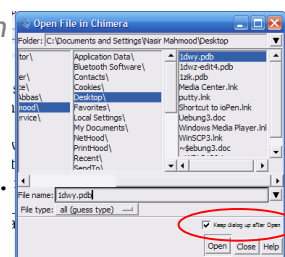 Open File in Chimera
Folder: C:\Documents and Settings\Nasir Mahmood\Desktop
tor\ Application Data\ 1dwy.pdb
Bluetooth Software\ 1dwz-edit4.pdb
er\ Contacts\ 1zik.pdb
Cookies\ Media Center.lnk
Abbas\ Desktop\ putty.lnk
mood\ Favorites\ Shortcut to ioPen.lnk
ervice\ Local Settings\ Uebung3.doc
My Documents\ Windows Media Player.lnl
NetHood\ WinSCP3.lnk
PrintHood\ ~$ebung3.doc
Recent\
SendTo\
File name: 1dwy.pdb
File type: all (guess type)
Keep dialog up after Open
Open Close Help